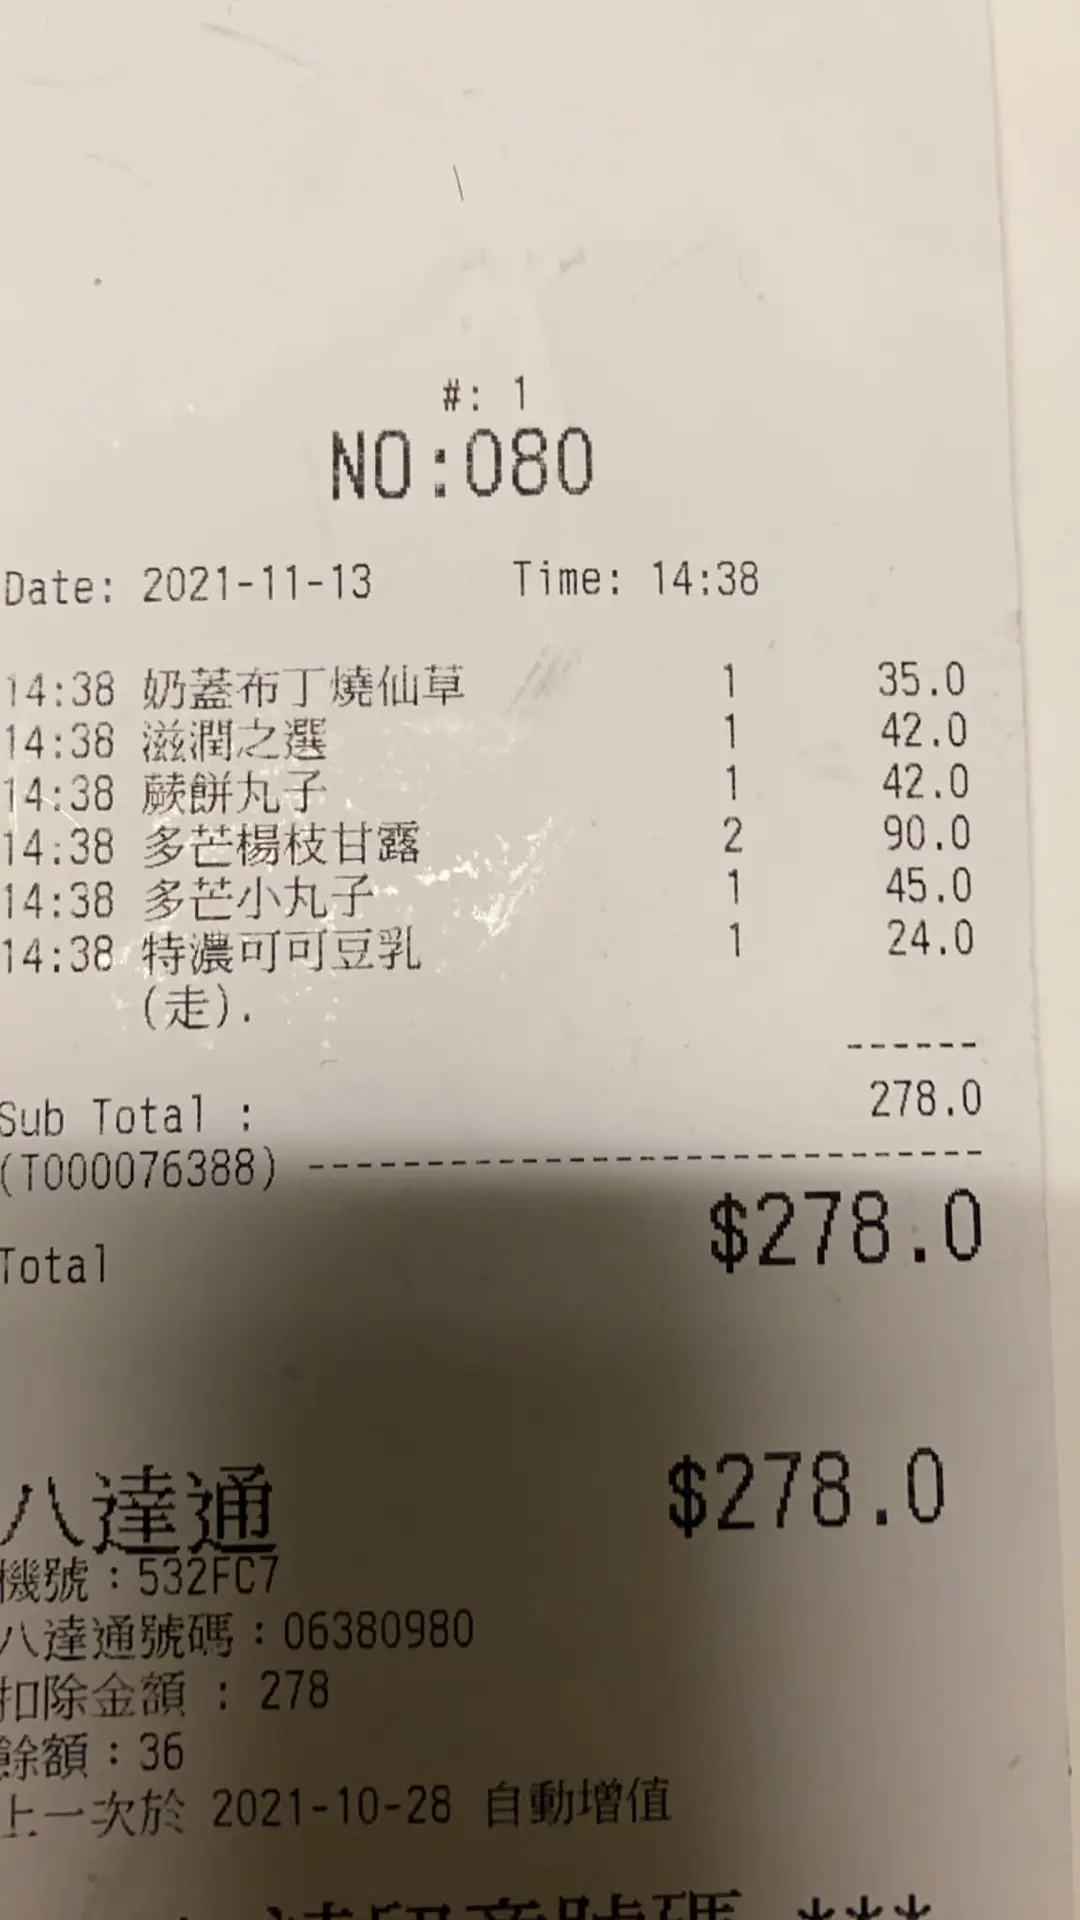 #: 1
NO:080
Date: 2021-11-13 Time: 14:38
14:38 奶蓋布丁燒仙草 1 35.0
14:38 滋潤之選 1 42.0
14:38 蕨餅丸子 1 42.0
14:38 多芒楊枝甘露 2 90.0
14:38 多芒小丸子 1 45.0
14:38 特濃可可豆乳 1 24.0
(走).
------
Sub Total : 278.0
(T000076388) -----------------------------
Total $278.0
八達通 $278.0
機號：532FC7
八達通號碼：06380980
扣除金額 : 278
餘額：36
上一次於 2021-10-28 自動增值
請留意號碼 ***